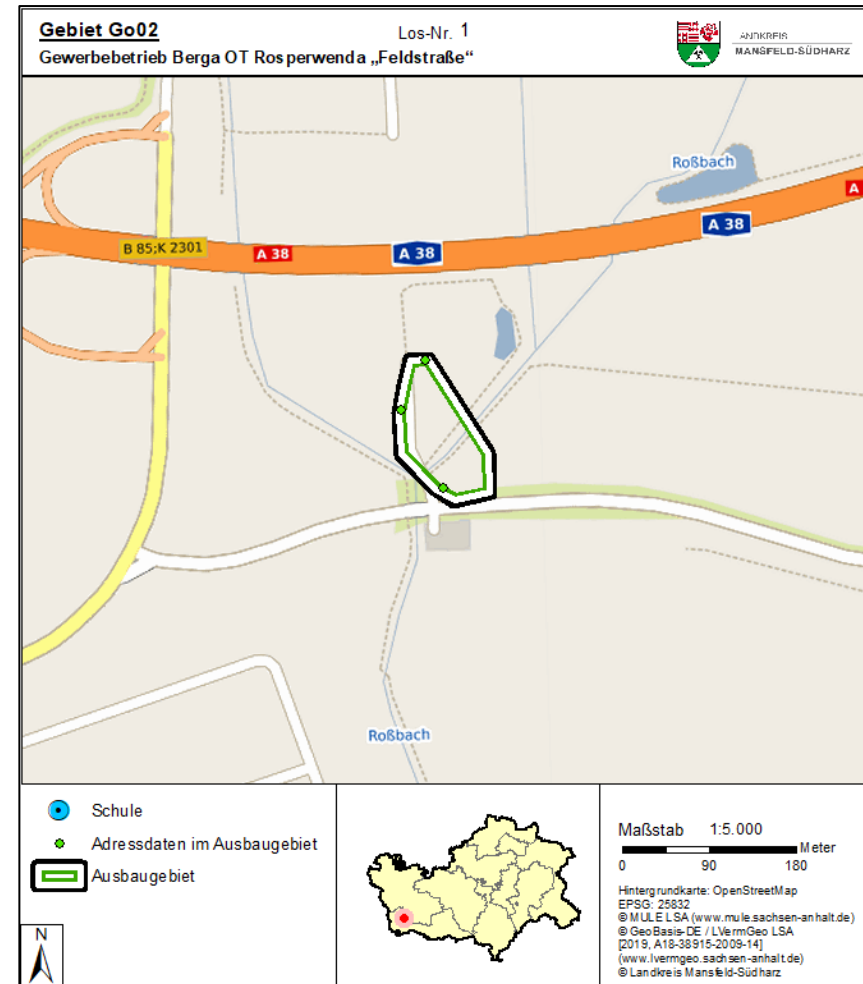 Gebiet Go02
Los-Nr. 1
Gewerbebetrieb Berga OT Rosperwenda „Feldstraße“
ANDKREIS
MANSFELD-SÜDHARZ
Roßbach
A
A 38
B 85;K 2301
A 38
A 38
Roßbach
Schule
Adressdaten im Ausbaugebiet
Ausbaugebiet
N
Maßstab 1:5.000
Meter
0 90 180
Hintergrundkarte: OpenStreetMap
EPSG: 25832
© MULE LSA (www.mule.sachsen-anhalt.de)
© GeoBasis-DE / LVermGeo LSA
[2019, A18-38915-2009-14]
(www.lvermgeo.sachsen-anhalt.de)
© Landkreis Mansfeld-Südharz